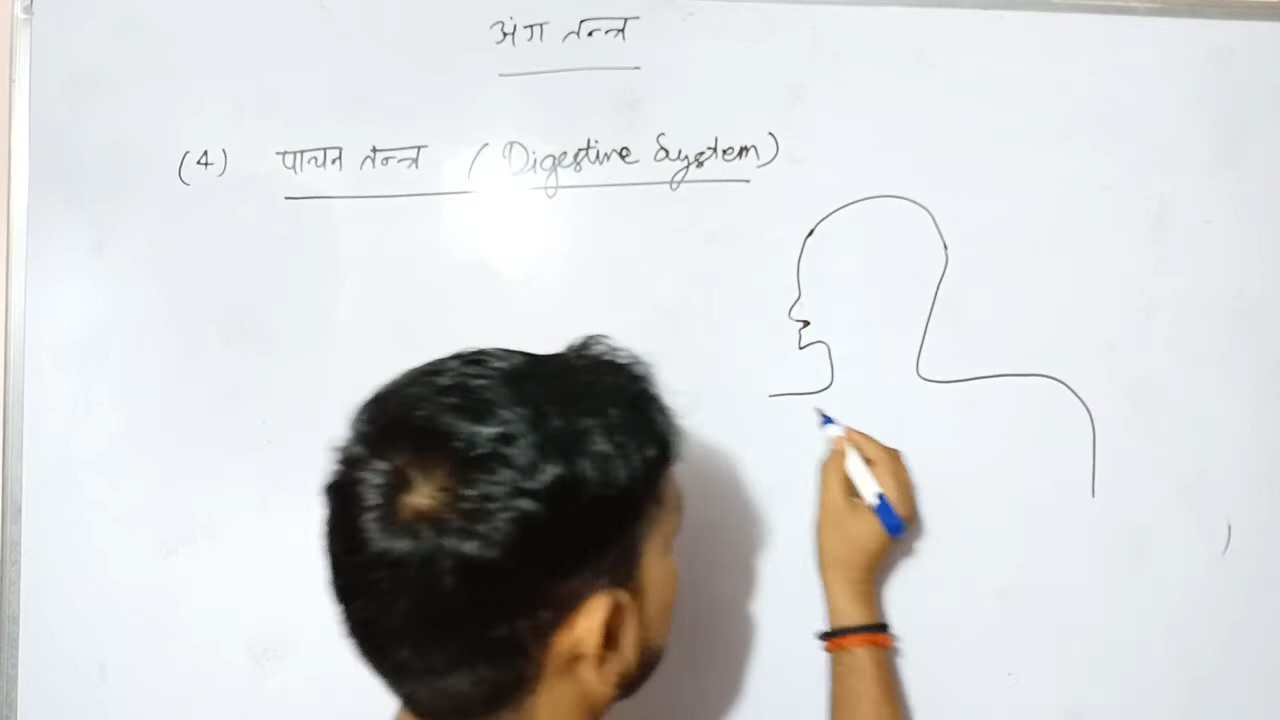 अंग तन्त्र
(4) पाचन तन्त्र (Digestive System)